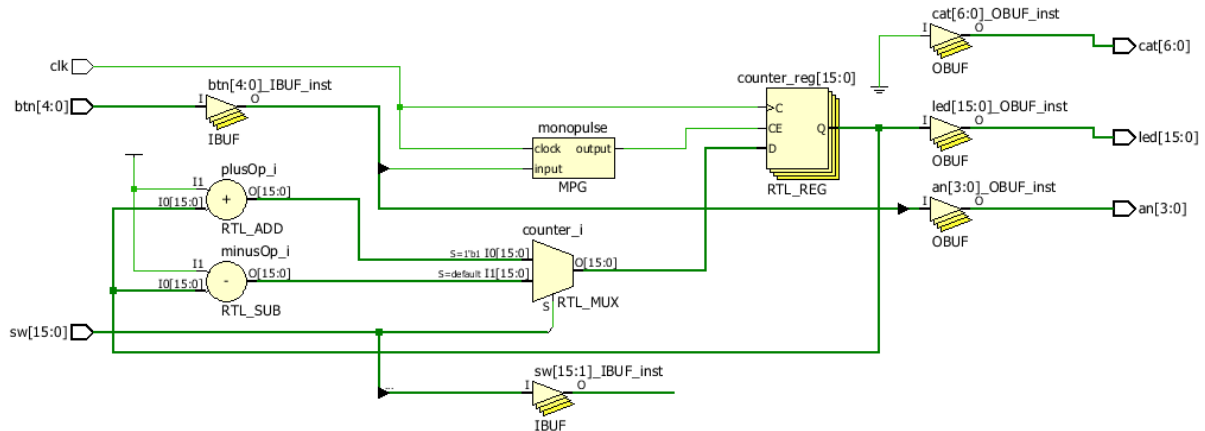 cat[6:0]_OBUF_inst
I
O
OBUF
cat[6:0]
clk
btn[4:0]_IBUF_inst
btn[4:0]
I
O
IBUF
counter_reg[15:0]
C
CE
Q
D
RTL_REG
led[15:0]_OBUF_inst
I
O
OBUF
led[15:0]
monopulse
clock
output
input
MPG
plusOp_i
I1
I0[15:0]
+
O[15:0]
RTL_ADD
an[3:0]_OBUF_inst
I
O
OBUF
an[3:0]
counter_i
S=1'b1 I0[15:0]
S=default I1[15:0]
O[15:0]
S
RTL_MUX
minusOp_i
I1
I0[15:0]
-
O[15:0]
RTL_SUB
sw[15:0]
...
sw[15:1]_IBUF_inst
I
O
IBUF